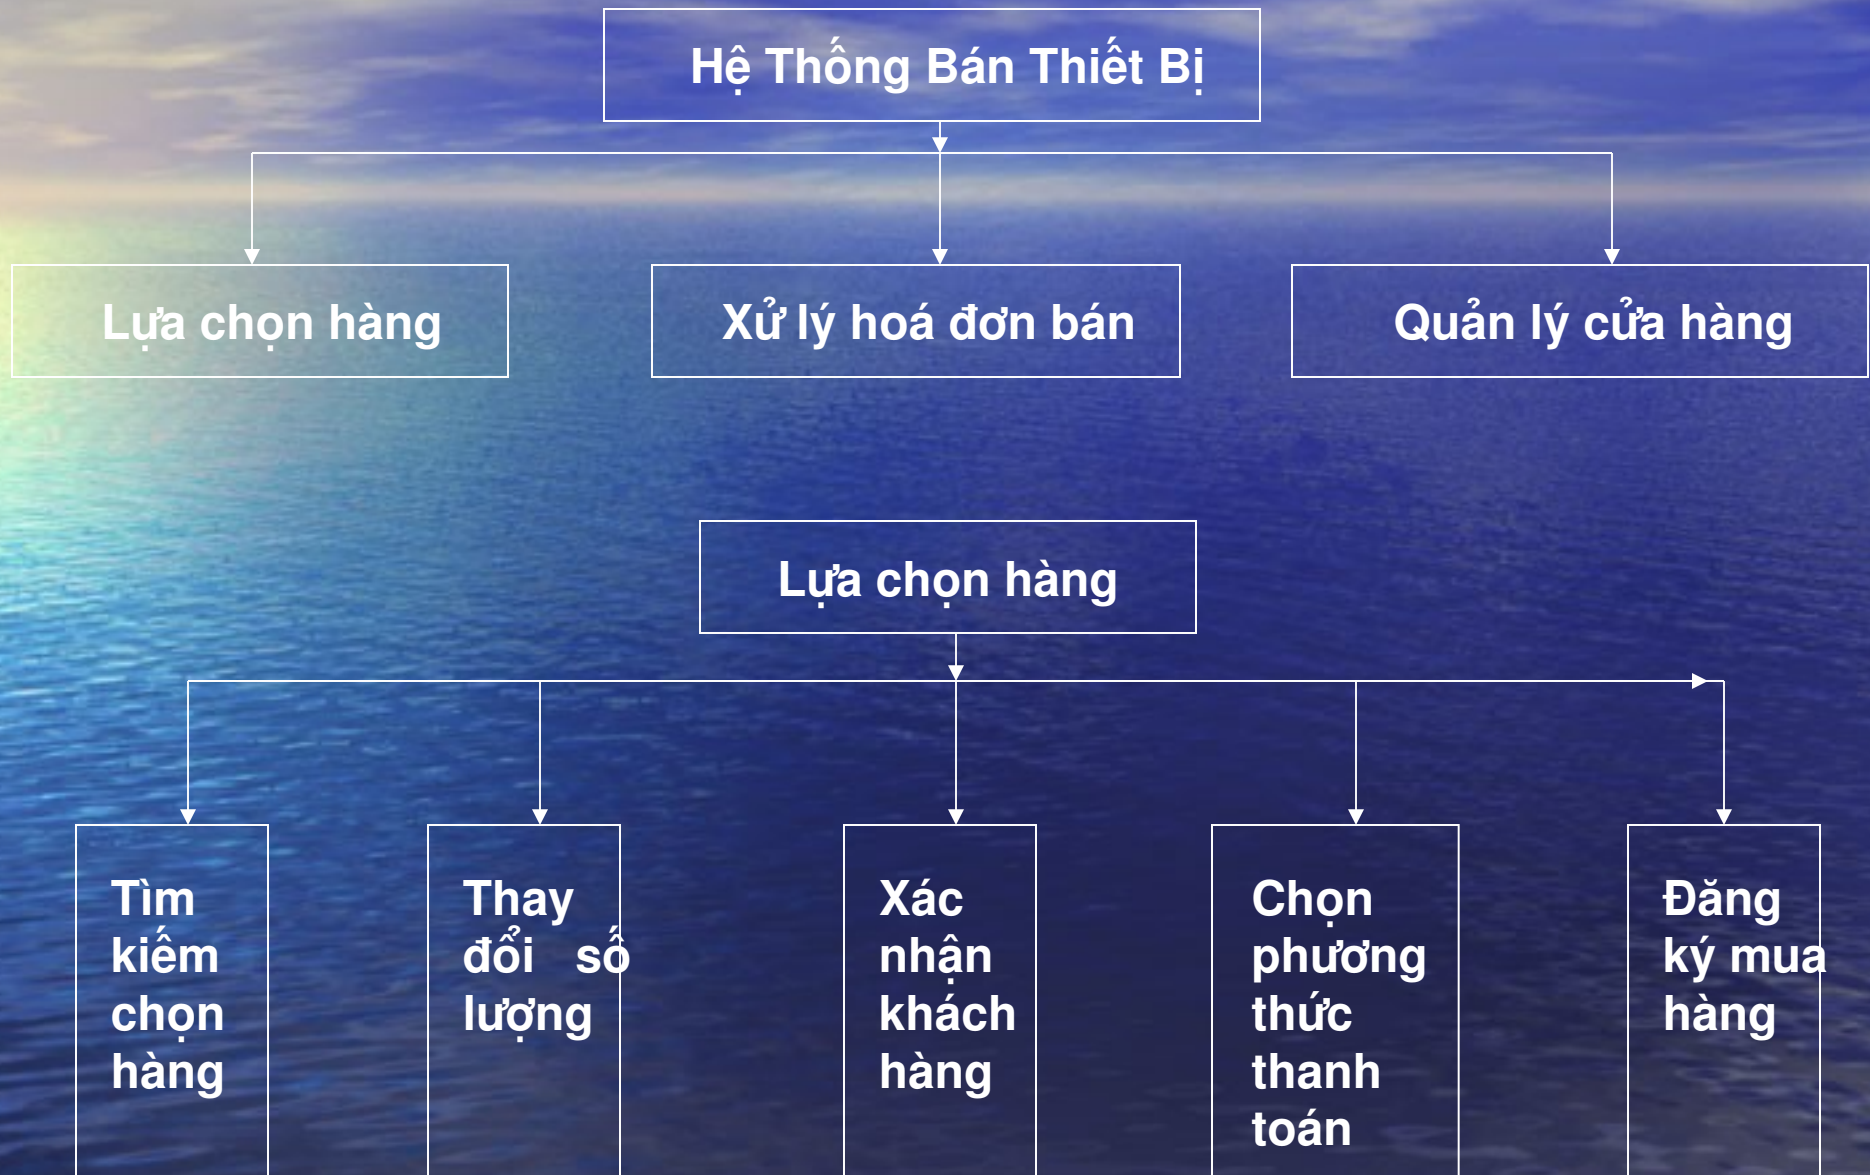 Hệ Thống Bán Thiết Bị
Lựa chọn hàng
Xử lý hoá đơn bán
Quản lý cửa hàng
Lựa chọn hàng
Tìm
kiếm
chọn
hàng
Thay
đổi số
lượng
Xác
nhận
khách
hàng
Chọn
phương
thức
thanh
toán
Đăng
ký mua
hàng